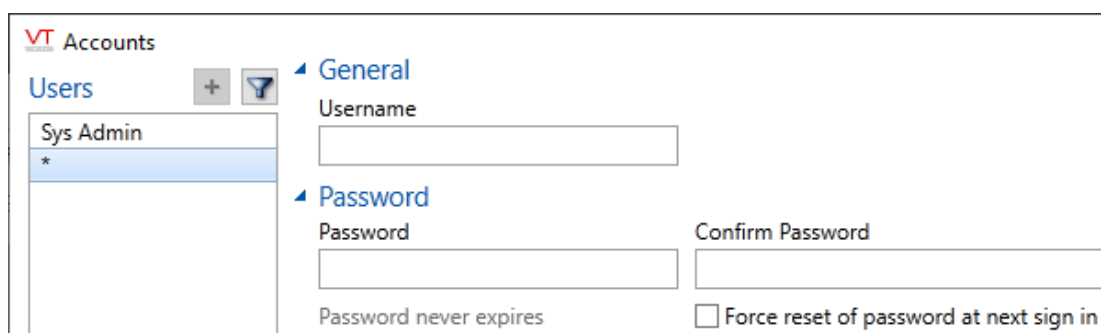 VT Accounts
Users +
Sys Admin
*
General
Username
Password
Password Confirm Password
Password never expires Force reset of password at next sign in